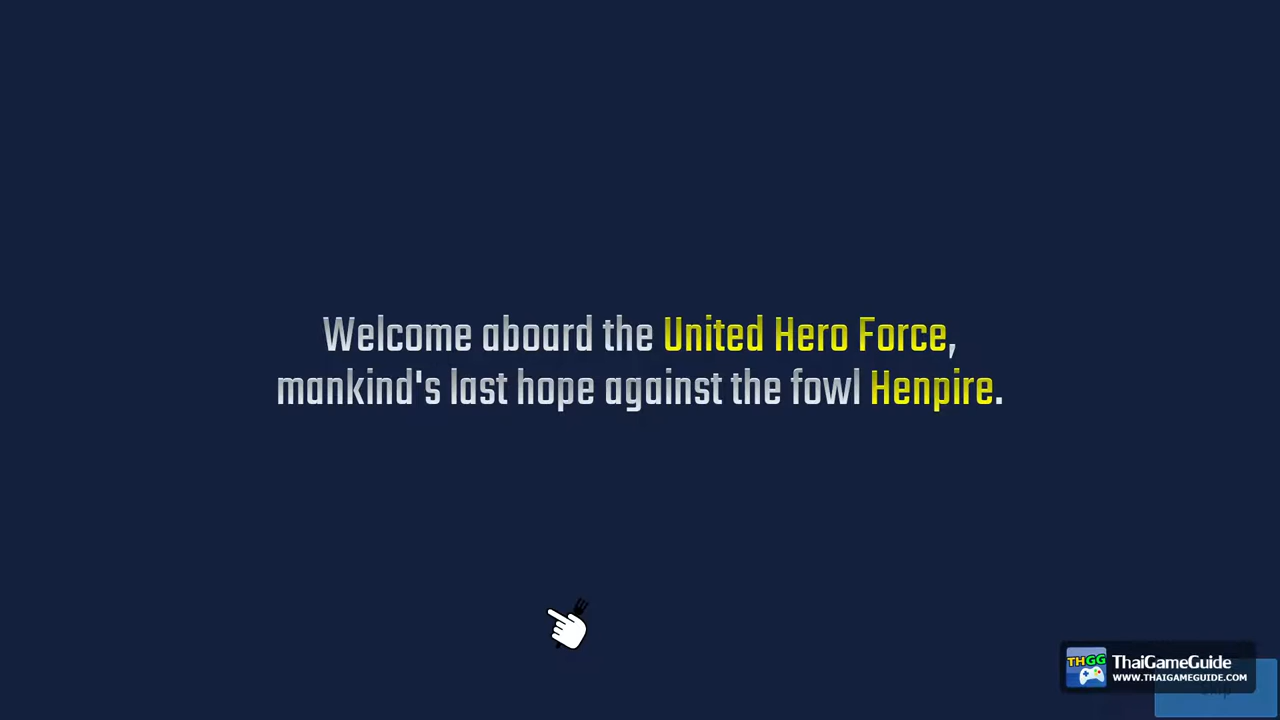 Welcome aboard the United Hero Force,
mankind's last hope against the fowl Henpire.
THGG ThaiGameGuide
WWW.THAIGAMEGUIDE.COM